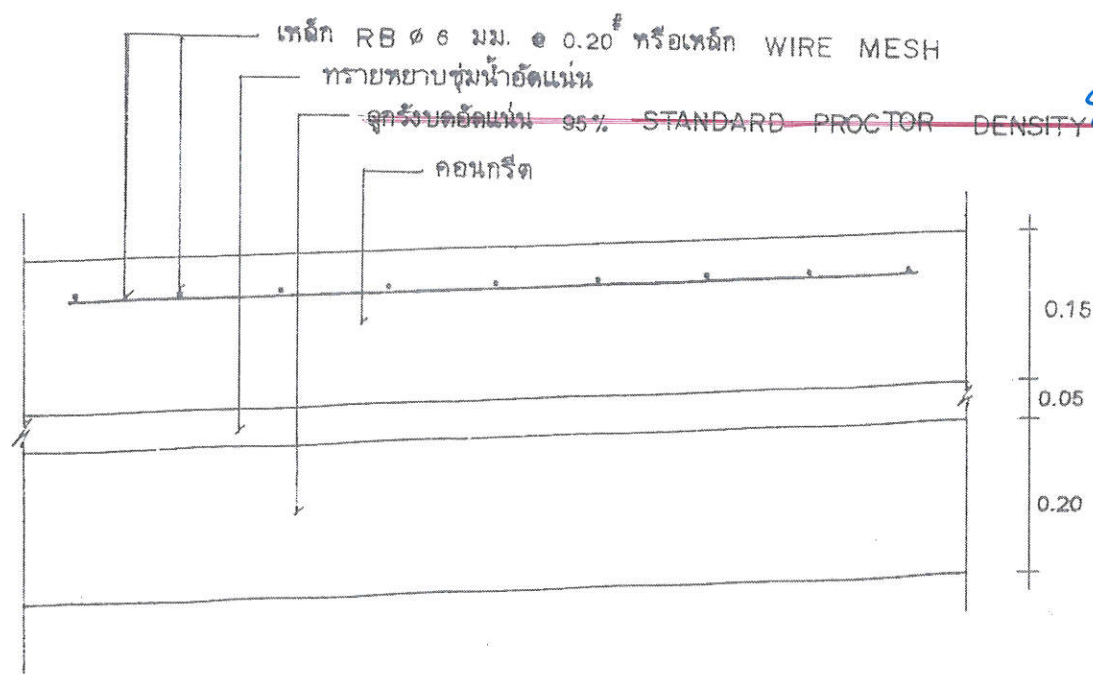 เหล็ก RB Ø 6 มม. @ 0.20 # หรือเหล็ก WIRE MESH
ทรายหยาบชุ่มน้ำอัดแน่น
ลูกรังบดอัดแน่น 95% STANDARD PROCTOR DENSITY
คอนกรีต
0.15
0.05
0.20